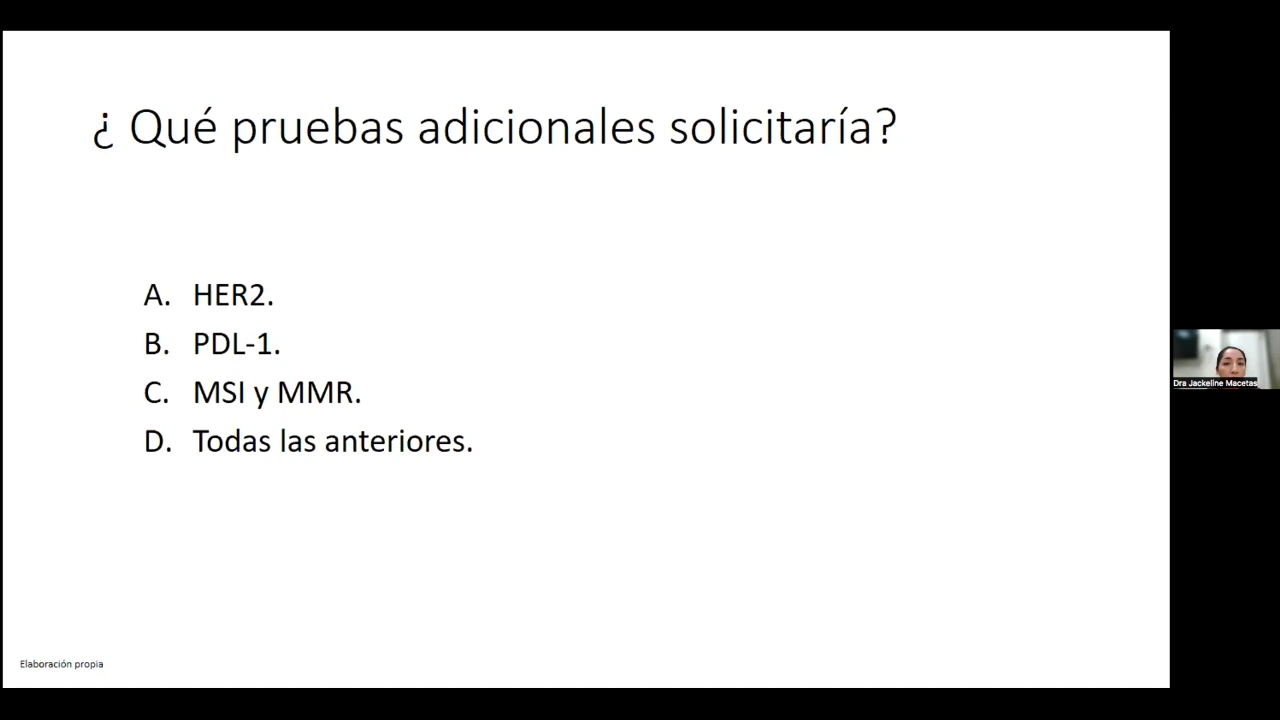 ¿ Qué pruebas adicionales solicitaría?
A. HER2.
B. PDL-1.
C. MSI y MMR.
D. Todas las anteriores.
Elaboración propia
Dra Jackeline Macetas